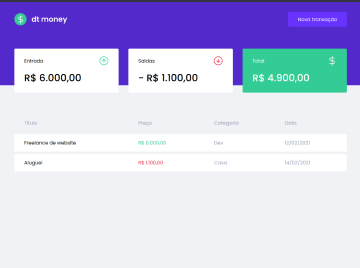 dt money
Nova transação
Entrada
Saídas
Total
R$ 6.000,00
- R$ 1.100,00
R$ 4.900,00
Título
Preço
Categoria
Data
Freelance de website
R$ 6.000,00
Dev
12/02/2021
Aluguel
R$ 1.100,00
Casa
14/02/2021